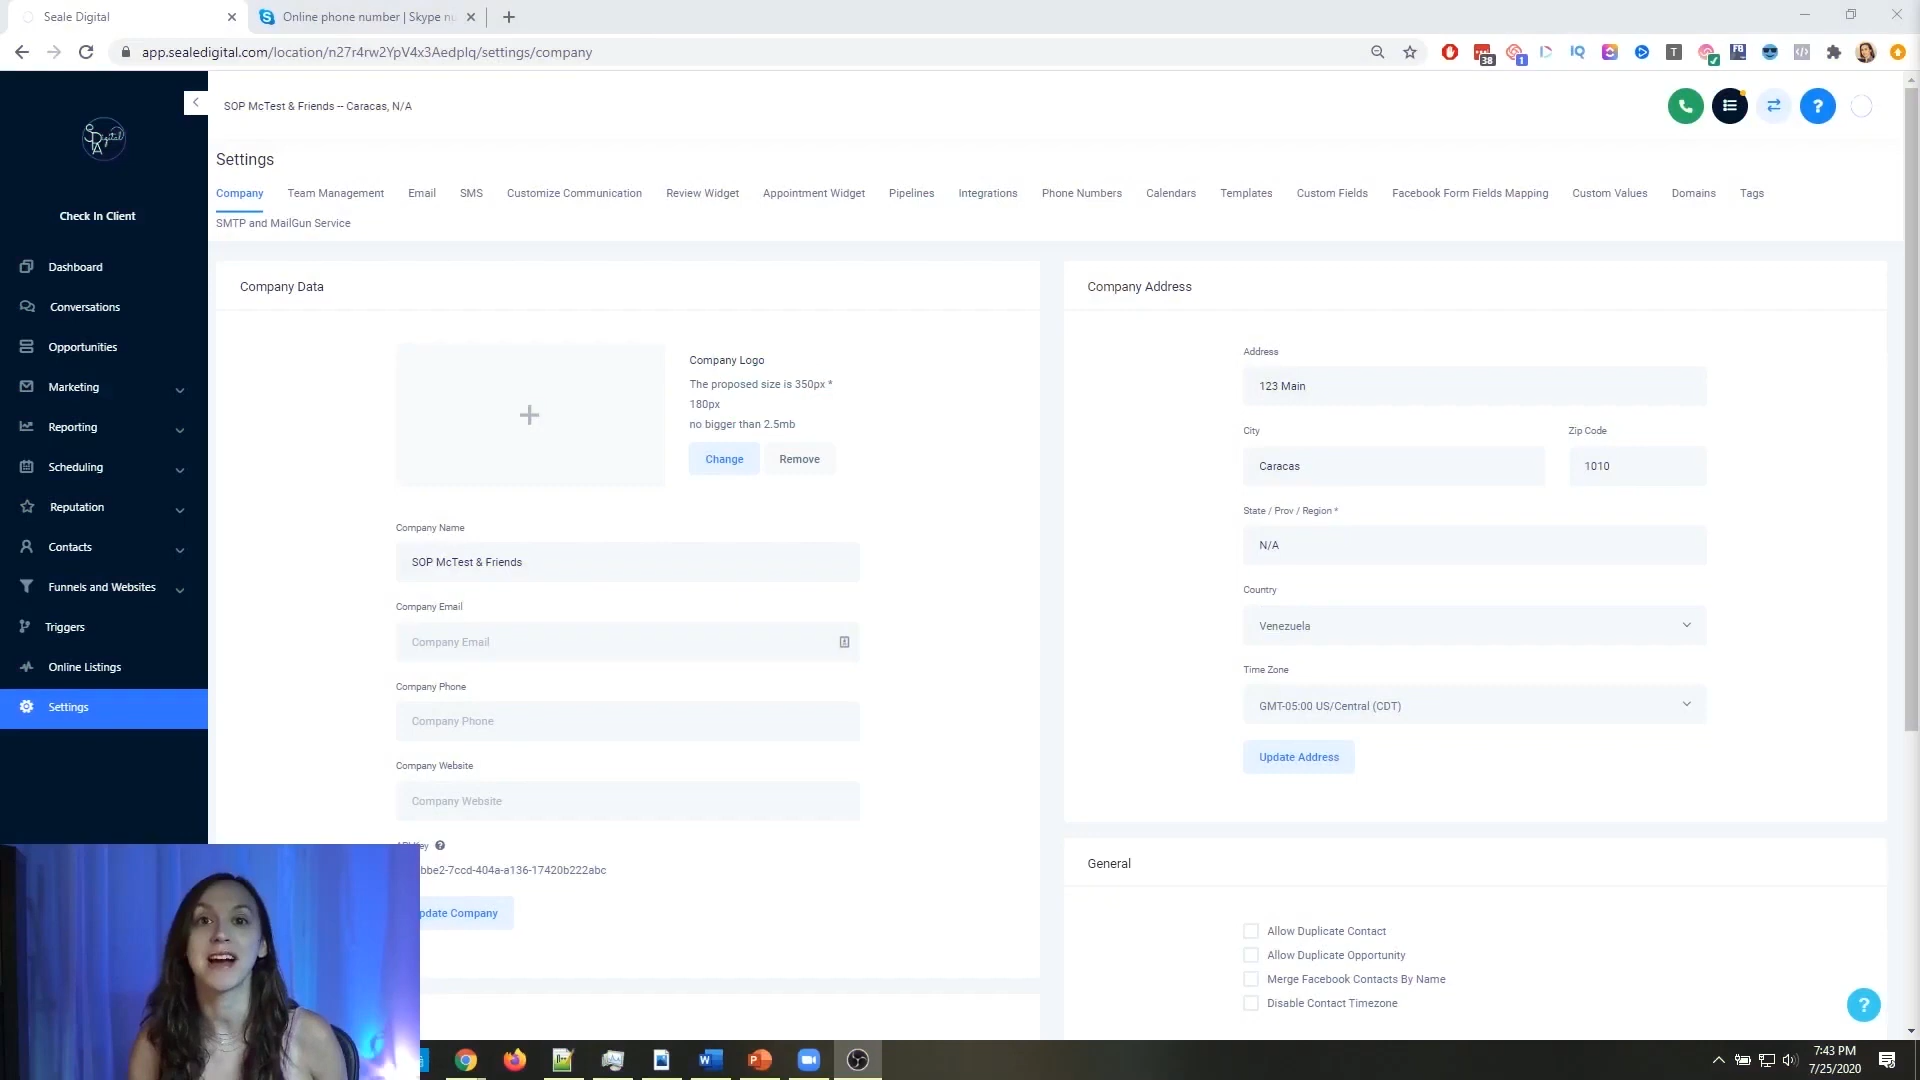 Seale Digital
Online phone number | Skype nu
app.sealedigital.com/location/n27r4rw2YpV4x3Aedplq/settings/company
38
1
IQ
T
FB
SOP McTest & Friends -- Caracas, N/A
?
Digital
Check In Client
Dashboard
Conversations
Opportunities
Marketing
Reporting
Scheduling
Reputation
Contacts
Funnels and Websites
Triggers
Online Listings
Settings
Settings
Company
Team Management
Email
SMS
Customize Communication
Review Widget
Appointment Widget
Pipelines
Integrations
Phone Numbers
Calendars
Templates
Custom Fields
Facebook Form Fields Mapping
Custom Values
Domains
Tags
SMTP and MailGun Service
Company Data
Company Logo
The proposed size is 350px *
180px
no bigger than 2.5mb
Change
Remove
Company Name
SOP McTest & Friends
Company Email
Company Email
Company Phone
Company Phone
Company Website
Company Website
bbe2-7ccd-404a-a136-17420b222abc
pdate Company
Company Address
Address
123 Main
City
Zip Code
Caracas
1010
State / Prov / Region *
N/A
Country
Venezuela
Time Zone
GMT-05:00 US/Central (CDT)
Update Address
General
Allow Duplicate Contact
Allow Duplicate Opportunity
Merge Facebook Contacts By Name
Disable Contact Timezone
?
7:43 PM
7/25/2020